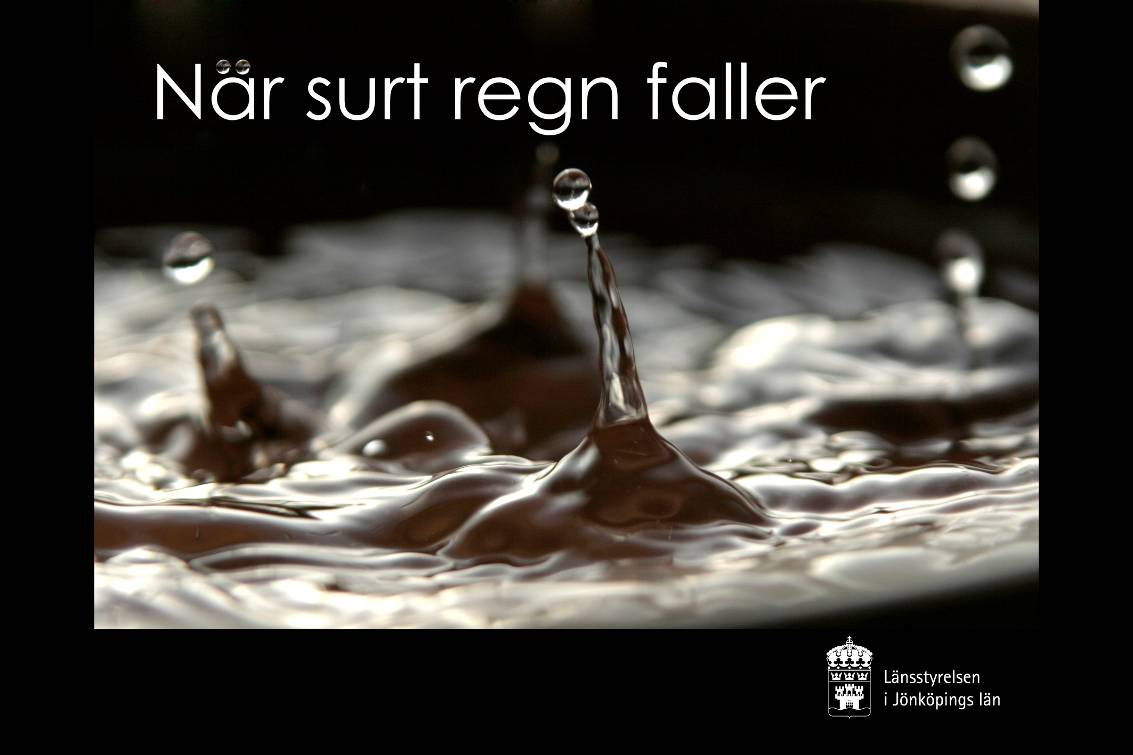 När surt regn faller
Länsstyrelsen
i Jönköpings län